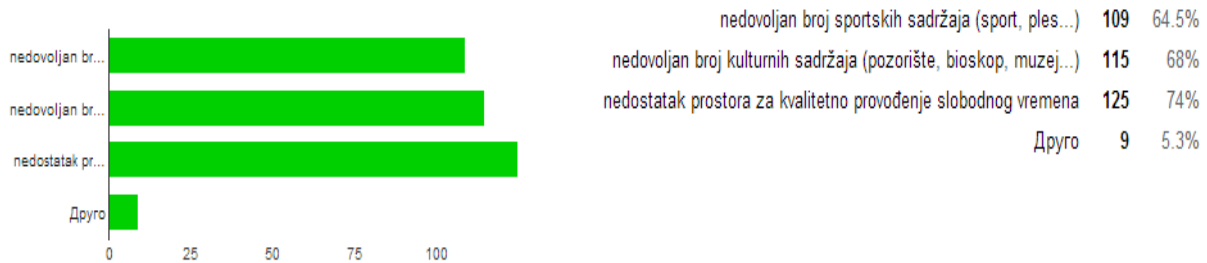 nedovoljan br...
nedovoljan br...
nedostatak pr...
Друго
0 25 50 75 100
nedovoljan broj sportskih sadržaja (sport, ples...) 109 64.5%
nedovoljan broj kulturnih sadržaja (pozorište, bioskop, muzej...) 115 68%
nedostatak prostora za kvalitetno provođenje slobodnog vremena 125 74%
Друго 9 5.3%